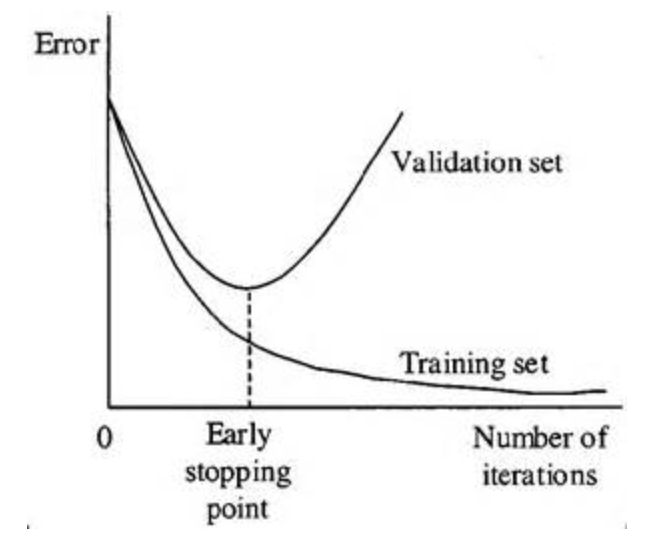 Error
Validation set
Training set
0
Early
stopping
point
Number of
iterations